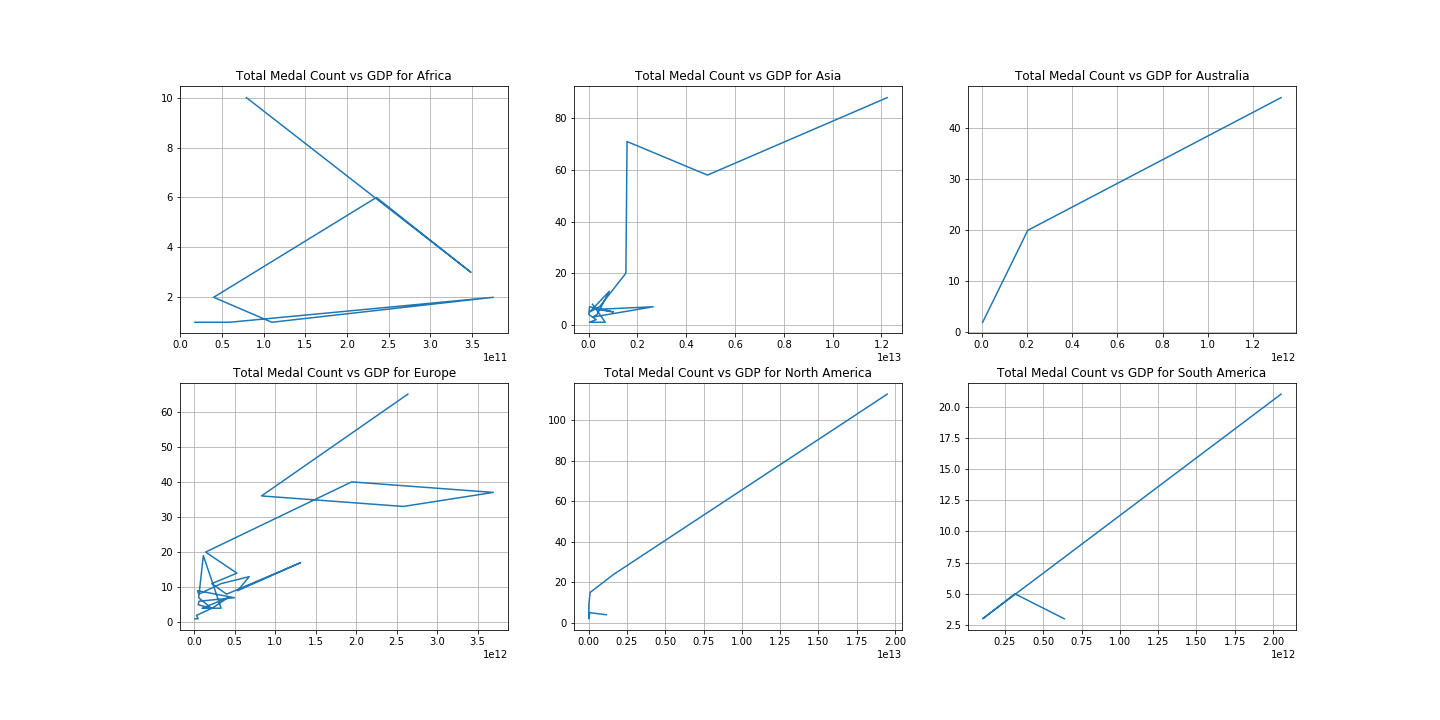 Total Medal Count vs GDP for Africa
10
8
6
4
2
0.0 0.5 1.0 1.5 2.0 2.5 3.0 3.5
1e11
Total Medal Count vs GDP for Asia
80
60
40
20
0
0.0 0.2 0.4 0.6 0.8 1.0 1.2
1e13
Total Medal Count vs GDP for Australia
40
30
20
10
0
0.0 0.2 0.4 0.6 0.8 1.0 1.2
1e12
Total Medal Count vs GDP for Europe
60
50
40
30
20
10
0
0.0 0.5 1.0 1.5 2.0 2.5 3.0 3.5
1e12
Total Medal Count vs GDP for North America
100
80
60
40
20
0
0.00 0.25 0.50 0.75 1.00 1.25 1.50 1.75 2.00
1e13
Total Medal Count vs GDP for South America
20.0
17.5
15.0
12.5
10.0
7.5
5.0
2.5
0.25 0.50 0.75 1.00 1.25 1.50 1.75 2.00
1e12